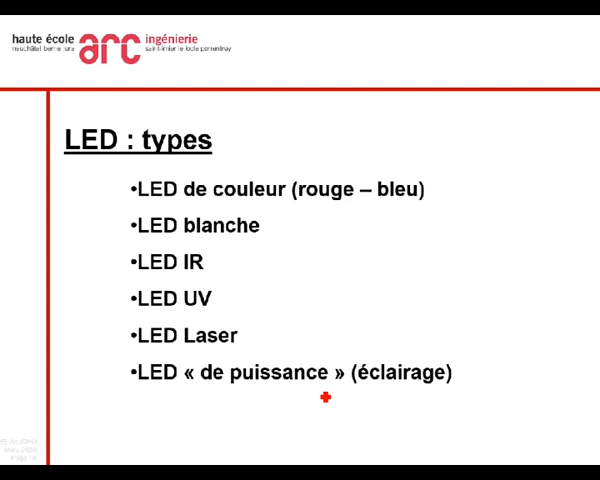 haute école
neuchâtel berne jura
arc
ingénierie
saint-imier le locle porrentruy
LED : types
•LED de couleur (rouge – bleu)
•LED blanche
•LED IR
•LED UV
•LED Laser
•LED « de puissance » (éclairage)